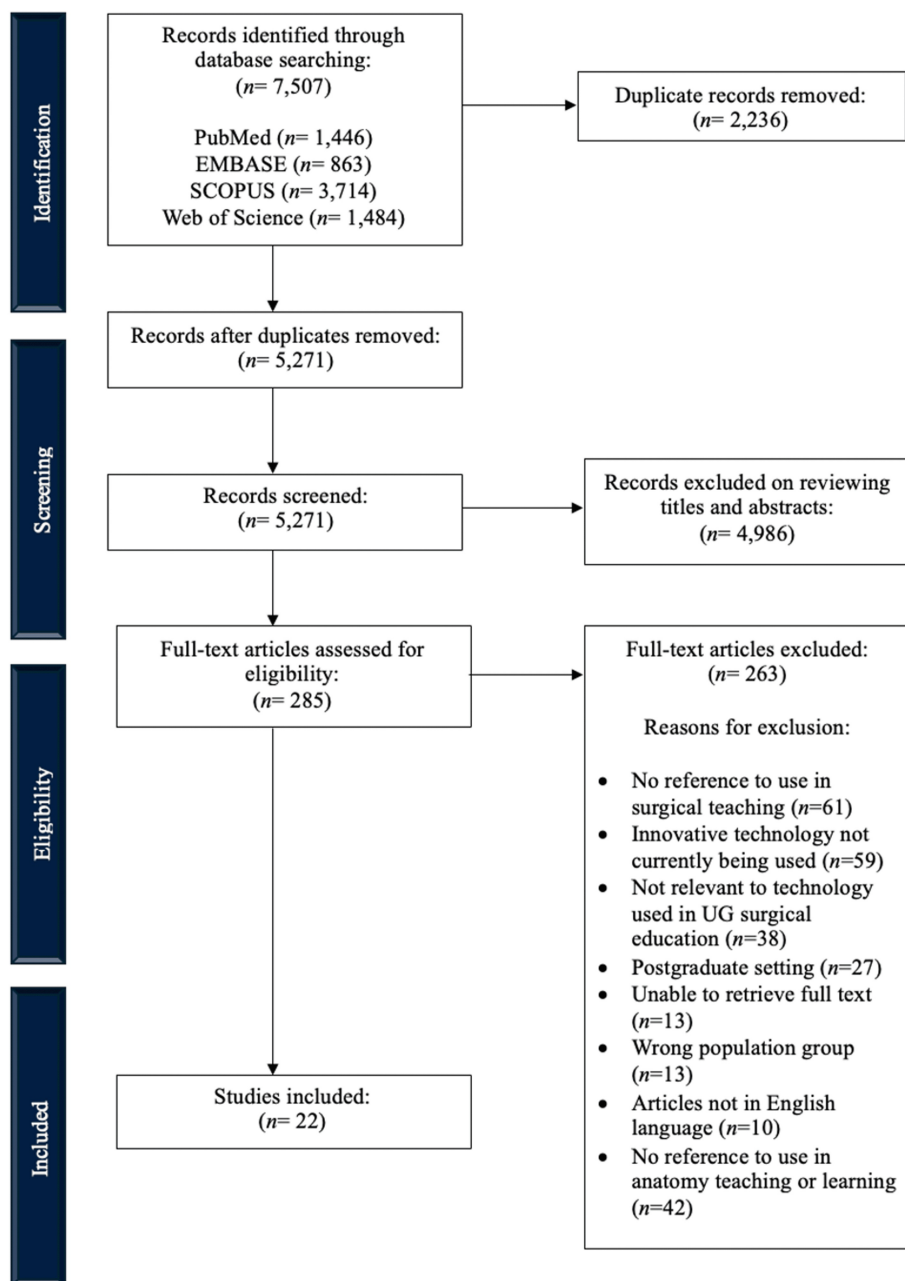 Identification
Records identified through
database searching:
(n= 7,507)
PubMed (n= 1,446)
EMBASE (n= 863)
SCOPUS (n= 3,714)
Web of Science (n= 1,484)
Duplicate records removed:
(n= 2,236)
Records after duplicates removed:
(n= 5,271)
Screening
Records screened:
(n= 5,271)
Records excluded on reviewing
titles and abstracts:
(n= 4,986)
Eligibility
Full-text articles assessed for
eligibility:
(n= 285)
Full-text articles excluded:
(n= 263)
Reasons for exclusion:
• No reference to use in
surgical teaching (n=61)
• Innovative technology not
currently being used (n=59)
• Not relevant to technology
used in UG surgical
education (n=38)
• Postgraduate setting (n=27)
• Unable to retrieve full text
(n=13)
• Wrong population group
(n=13)
• Articles not in English
language (n=10)
• No reference to use in
anatomy teaching or learning
(n=42)
Included
Studies included:
(n= 22)